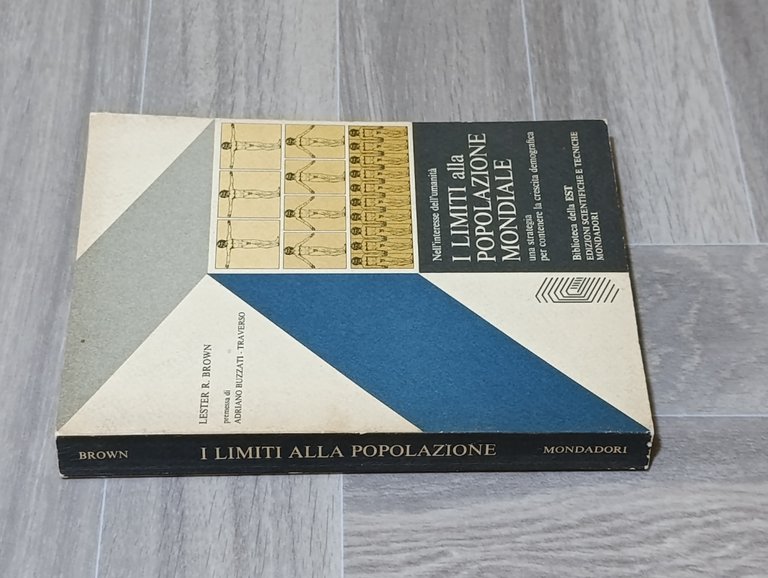 LESTER R. BROWN
premessa di
ADRIANO BUZZATI-TRAVERSO
Nell'interesse dell'umanità
I LIMITI alla
POPOLAZIONE
MONDIALE
una strategia
per contenere la crescita demografica
Biblioteca della EST
EDIZIONI SCIENTIFICHE E TECNICHE
MONDADORI
BROWN I LIMITI ALLA POPOLAZIONE MONDADORI